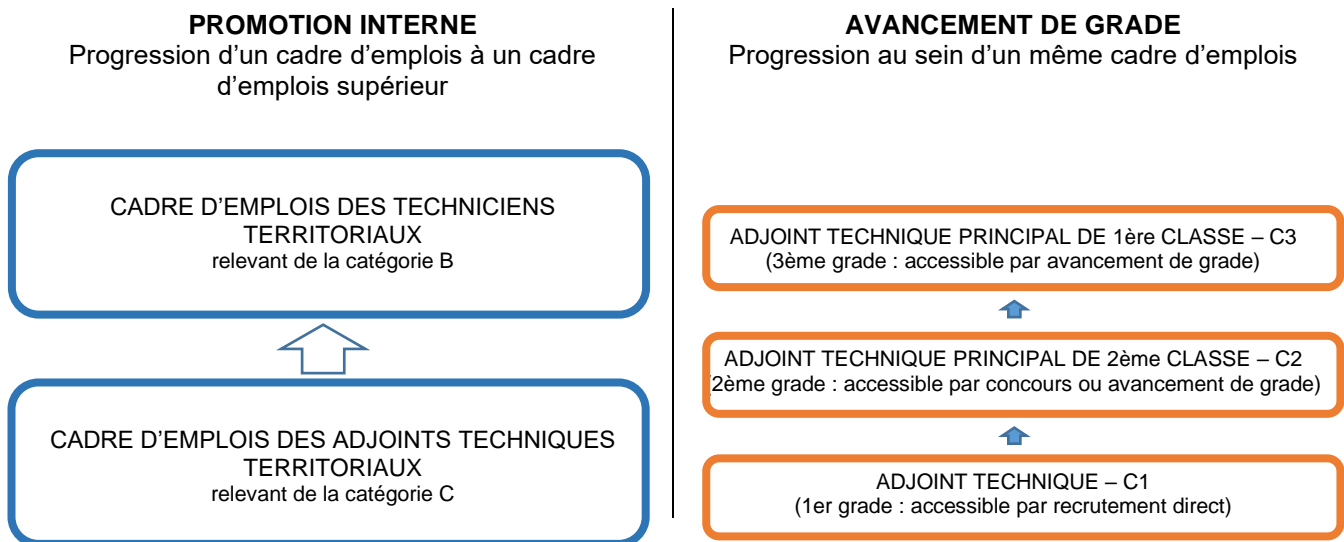 PROMOTION INTERNE
Progression d’un cadre d’emplois à un cadre
d’emplois supérieur
CADRE D’EMPLOIS DES TECHNICIENS
TERRITORIAUX
relevant de la catégorie B
CADRE D’EMPLOIS DES ADJOINTS TECHNIQUES
TERRITORIAUX
relevant de la catégorie C
AVANCEMENT DE GRADE
Progression au sein d’un même cadre d’emplois
ADJOINT TECHNIQUE PRINCIPAL DE 1ère CLASSE – C3
(3ème grade : accessible par avancement de grade)
ADJOINT TECHNIQUE PRINCIPAL DE 2ème CLASSE – C2
(2ème grade : accessible par concours ou avancement de grade)
ADJOINT TECHNIQUE – C1
(1er grade : accessible par recrutement direct)